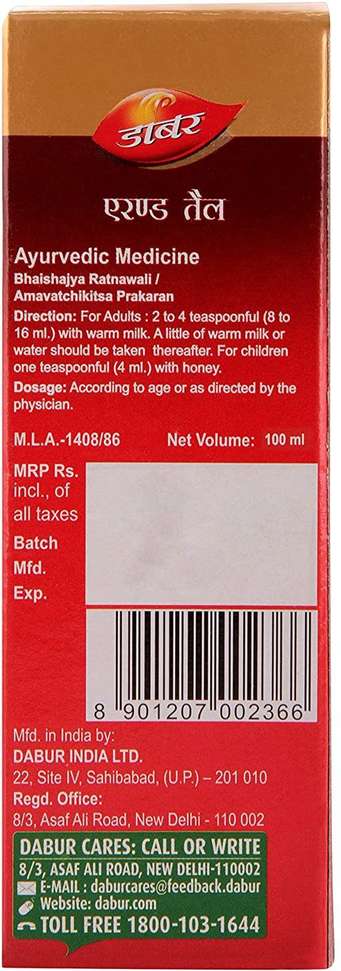 डाबर
एरण्ड तैल
Ayurvedic Medicine
Bhaishajya Ratnawali /
Amavatchikitsa Prakaran
Direction: For Adults : 2 to 4 teaspoonful (8 to
16 ml.) with warm milk. A little of warm milk or
water should be taken thereafter. For children
one teaspoonful (4 ml.) with honey.
Dosage: According to age or as directed by the
physician.
M.L.A.-1408/86 Net Volume: 100 ml
MRP Rs.
incl., of
all taxes
Batch
Mfd.
Exp.
8 901207 002366
Mfd. in India by:
DABUR INDIA LTD.
22, Site IV, Sahibabad, (U.P.) – 201 010
Regd. Office:
8/3, Asaf Ali Road, New Delhi - 110 002
DABUR CARES: CALL OR WRITE
8/3, ASAF ALI ROAD, NEW DELHI-110002
E-MAIL : daburcares@feedback.dabur
Website: dabur.com
TOLL FREE 1800-103-1644